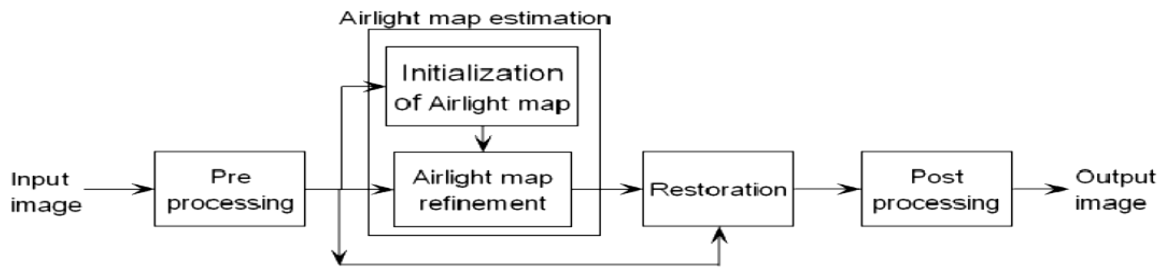 Airlight map estimation
Initialization
of Airlight map
Input
image
Pre
processing
Airlight map
refinement
Restoration
Post
processing
Output
image